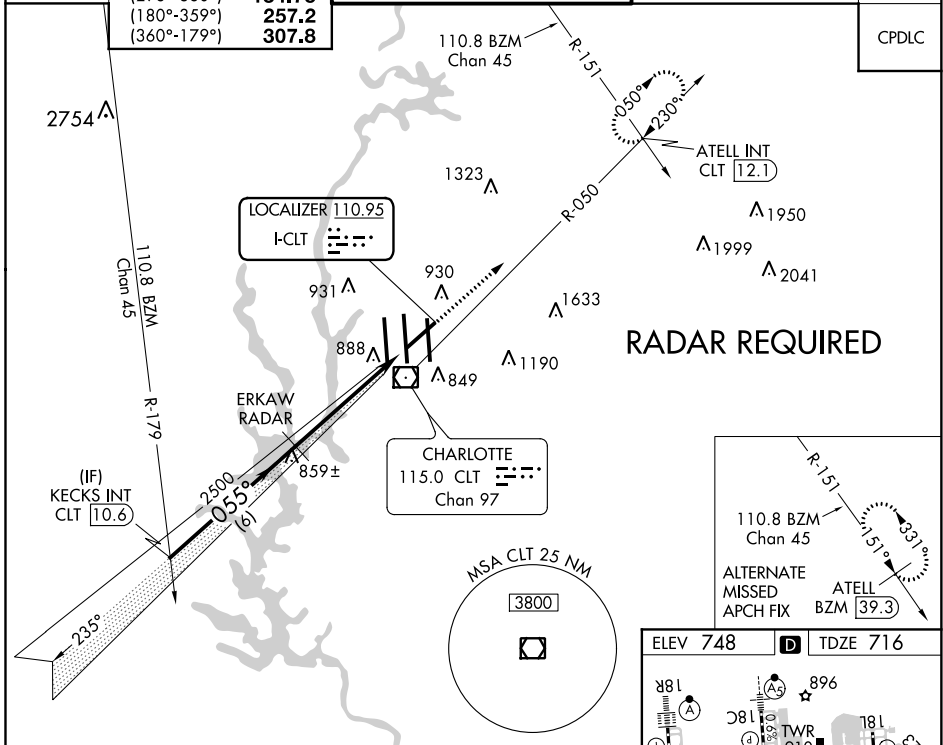 (180°-359°) 257.2
(360°-179°) 307.8
CPDLC
110.8 BZM
Chan 45
R-151
050°
230°
ATELL INT
CLT 12.1
2754
1323
R-050
1950
1999
2041
LOCALIZER 110.95
I-CLT
110.8 BZM
Chan 45
R-179
931
930
1633
RADAR REQUIRED
888
849
1190
ERKAW
RADAR
859±
CHARLOTTE
115.0 CLT
Chan 97
(IF)
KECKS INT
CLT 10.6
2500
055°
(6)
235°
MSA CLT 25 NM
3800
R-151
110.8 BZM
Chan 45
151°
331°
ALTERNATE
MISSED
APCH FIX
ATELL
BZM 39.3
ELEV 748 D TDZE 716
18R
A
A5
896
18C
TWR
18L
P